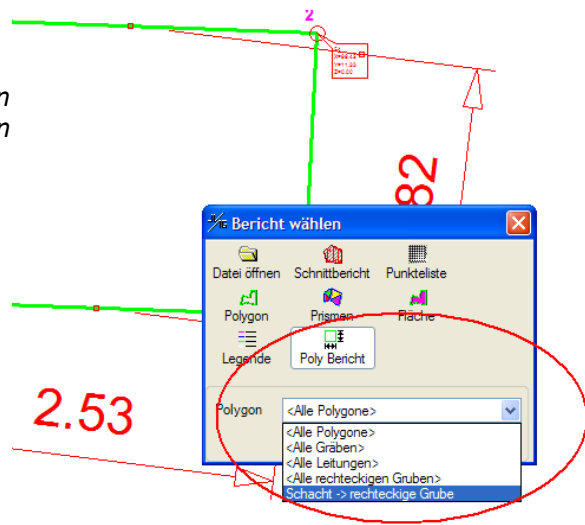 2
n
n
82
Bericht wählen
Datei öffnen Schnittbericht Punkteliste
Polygon Prismen Fläche
Legende Poly Bericht
Polygon <Alle Polygone>
<Alle Polygone>
<Alle Gräben>
<Alle Leitungen>
<Alle rechteckigen Gruben>
Schacht -> rechteckige Grube
2.53